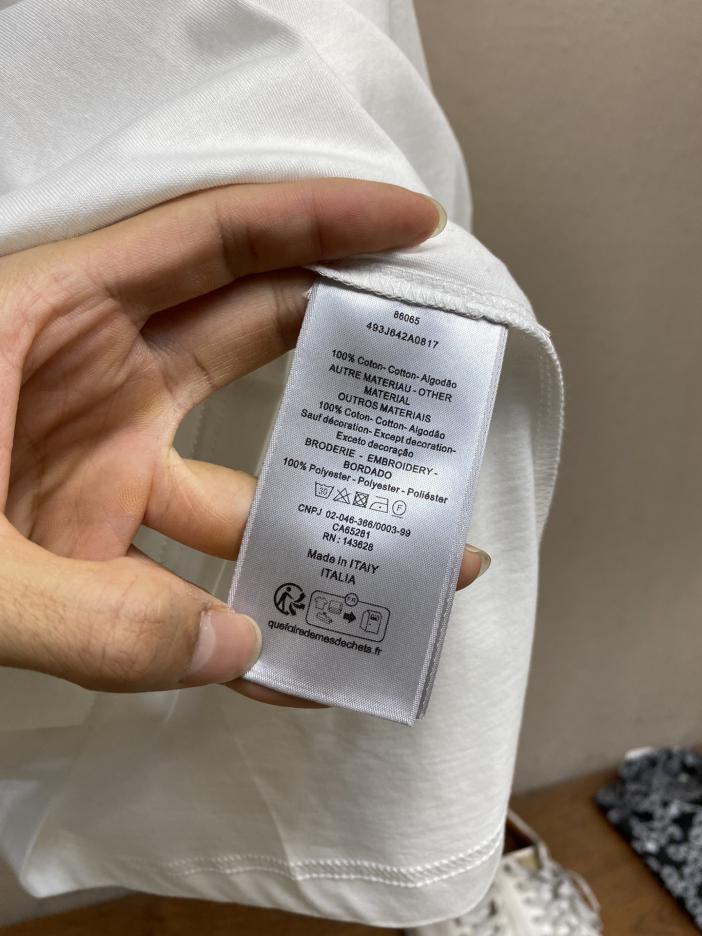 86065
493J642A0817
100% Coton- Cotton- Algodão
AUTRE MATERIAU - OTHER
MATERIAL
OUTROS MATERIAIS
100% Coton- Cotton- Algodão
Sauf décoration- Except decoration-
Exceto decoração
BRODERIE - EMBROIDERY -
BORDADO
100% Polyester - Polyester - Poliéster
30 F
CNPJ 02-046-366/0003-99
CA65281
RN : 143628
Made in ITAIY
ITALIA
FR
quefairedemesdechets.fr